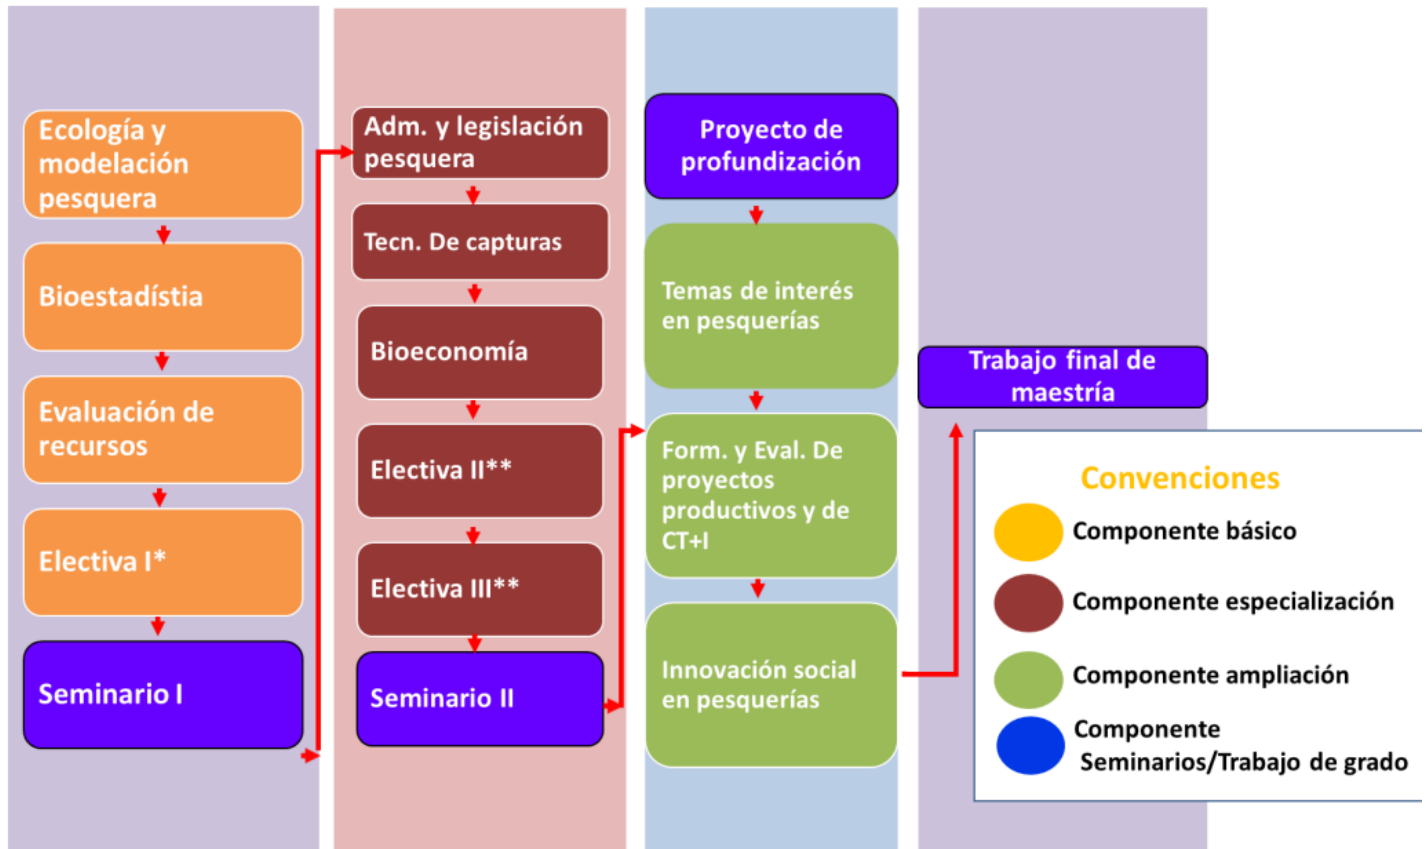 Ecología y
modelación
pesquera
Bioestadístia
Evaluación de
recursos
Electiva I*
Seminario I
Adm. y legislación
pesquera
Tecn. De capturas
Bioeconomía
Electiva II**
Electiva III**
Seminario II
Proyecto de
profundización
Temas de interés
en pesquerías
Form. y Eval. De
proyectos
productivos y de
CT+I
Innovación social
en pesquerías
Trabajo final de
maestría
Convenciones
Componente básico
Componente especialización
Componente ampliación
Componente
Seminarios/Trabajo de grado